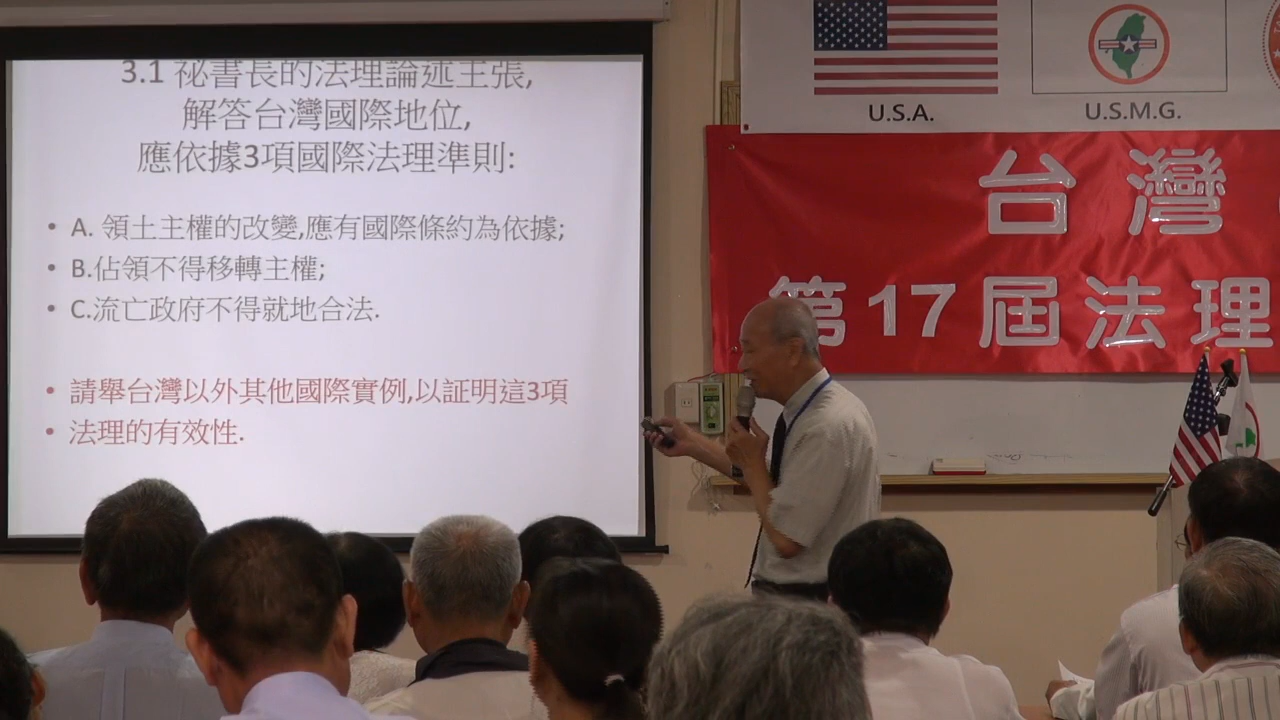 3.1 祕書長的法理論述主張,
解答台灣國際地位,
應依據3項國際法理準則:
• A. 領土主權的改變,應有國際條約為依據;
• B.佔領不得移轉主權;
• C.流亡政府不得就地合法.
• 請舉台灣以外其他國際實例,以証明這3項
• 法理的有效性.
U.S.A.
U.S.M.G.
台灣
第17屆法理